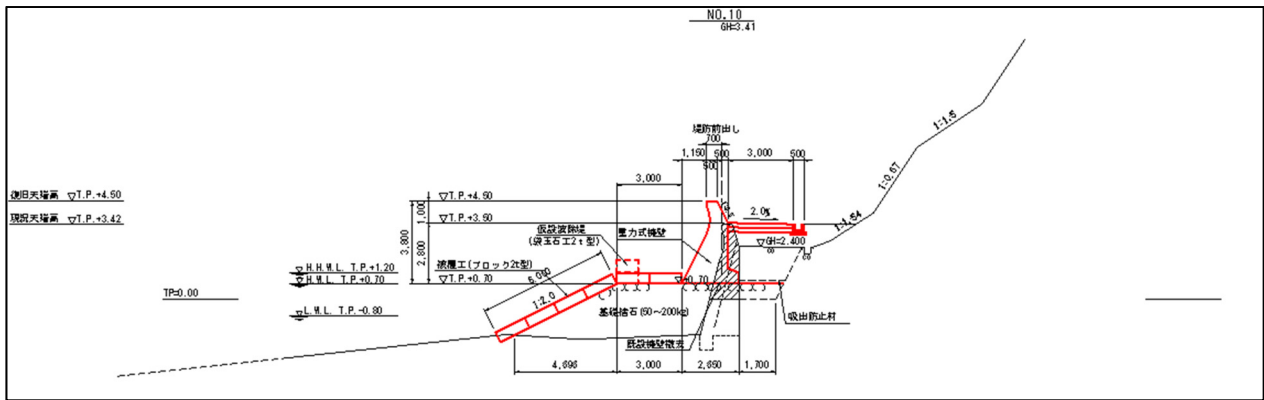 NO.10
GH=3.41
堤防前出し
700
1,150
500
3,000
500
500
1=1.5
1=0.67
1=1.54
3,000
復旧天端高 ▽T.P.+4.50
▽T.P.+4.50
現況天端高 ▽T.P.+3.42
▽T.P.+3.50
1,000
2,800
3,800
2.0%
仮設波除堤
(袋玉石工2t型)
重力式擁壁
▽GH=2.400
被覆工(ブロック2t型)
▽H.H.W.L. T.P.+1.20
▽H.W.L. T.P.+0.70
▽T.P.+0.70
+0.70
5,000
1:2.0
TP=0.00
▽L.W.L. T.P.-0.80
基礎捨石(50~200kg)
吸出防止材
既設擁壁撤去
4,696
3,000
2,650
1,700